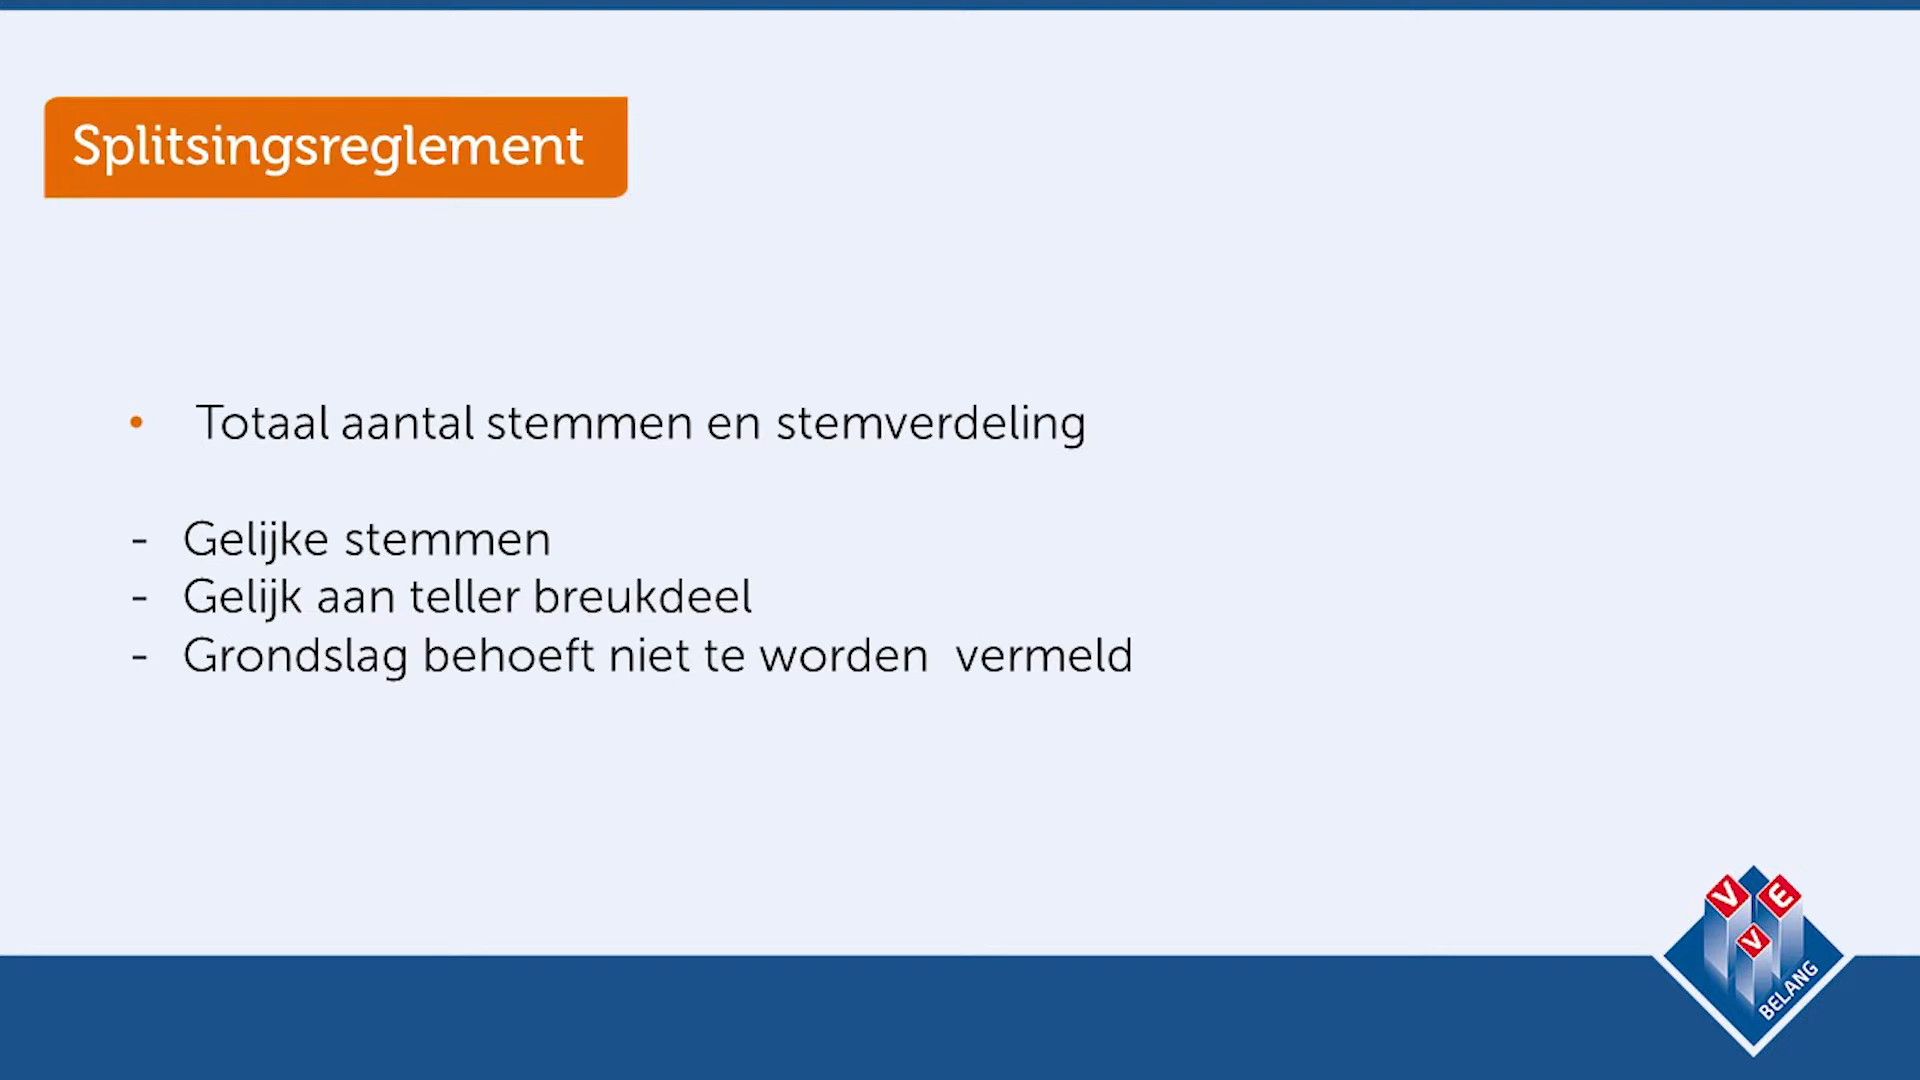 Splitsingsreglement
• Totaal aantal stemmen en stemverdeling
- Gelijke stemmen
- Gelijk aan teller breukdeel
- Grondslag behoeft niet te worden  vermeld
V V E
BELANG